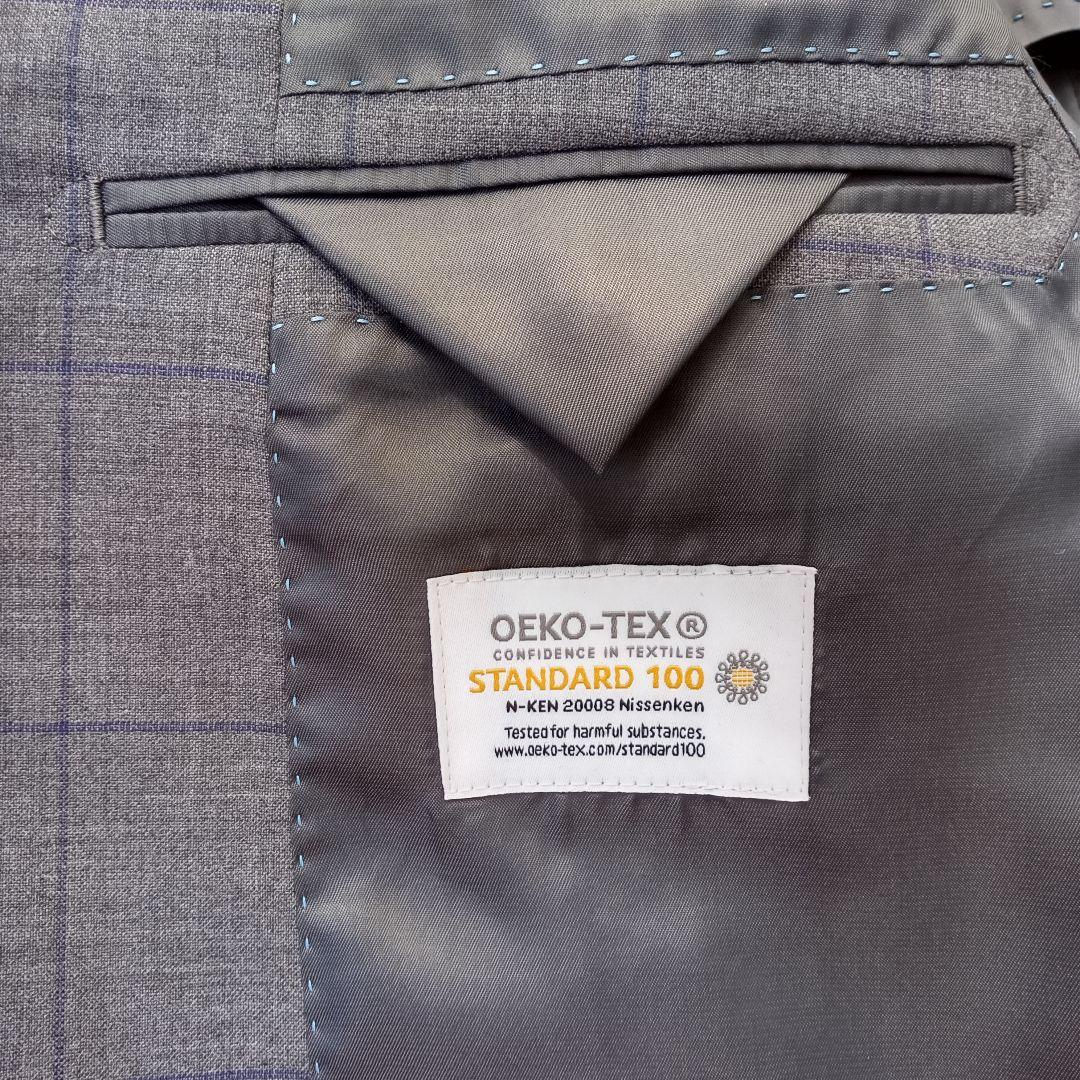 OEKO-TEX®
CONFIDENCE IN TEXTILES
STANDARD 100
N-KEN 20008 Nissenken
Tested for harmful substances.
www.oeko-tex.com/standard100